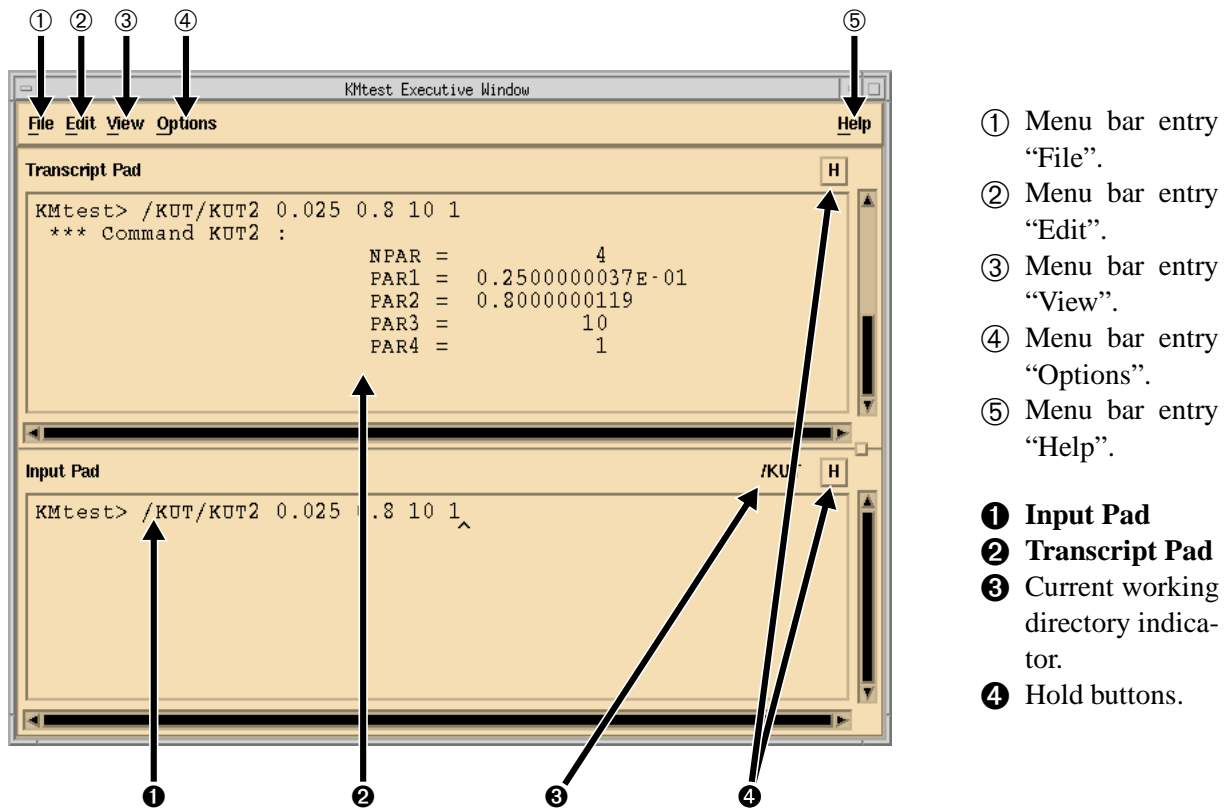 ① ② ③ ④ ⑤
KMtest Executive Window
File Edit View Options Help
Transcript Pad H
KMtest> /KUT/KUT2 0.025 0.8 10 1
*** Command KUT2 :
NPAR = 4
PAR1 = 0.2500000037E-01
PAR2 = 0.8000000119
PAR3 = 10
PAR4 = 1
Input Pad H
KMtest> /KUT/KUT2 0.025 .8 10 1
❶ ❷ ❸ ❹
① Menu bar entry
“File”.
② Menu bar entry
“Edit”.
③ Menu bar entry
“View”.
④ Menu bar entry
“Options”.
⑤ Menu bar entry
“Help”.
❶ Input Pad
❷ Transcript Pad
❸ Current working
directory indica-
tor.
❹ Hold buttons.